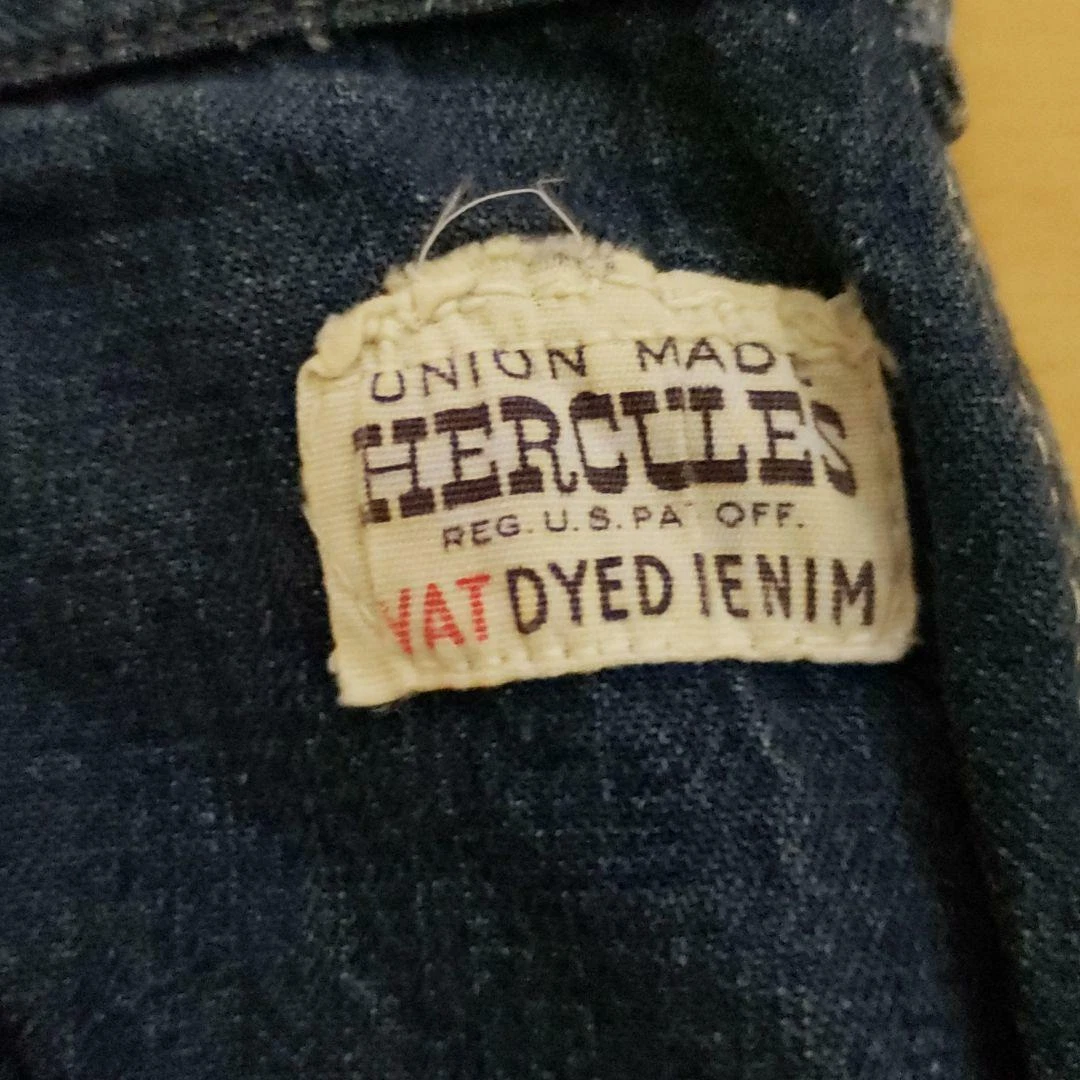 UNION MADE
HERCULES
REG. U.S. PAT OFF.
VAT DYED DENIM